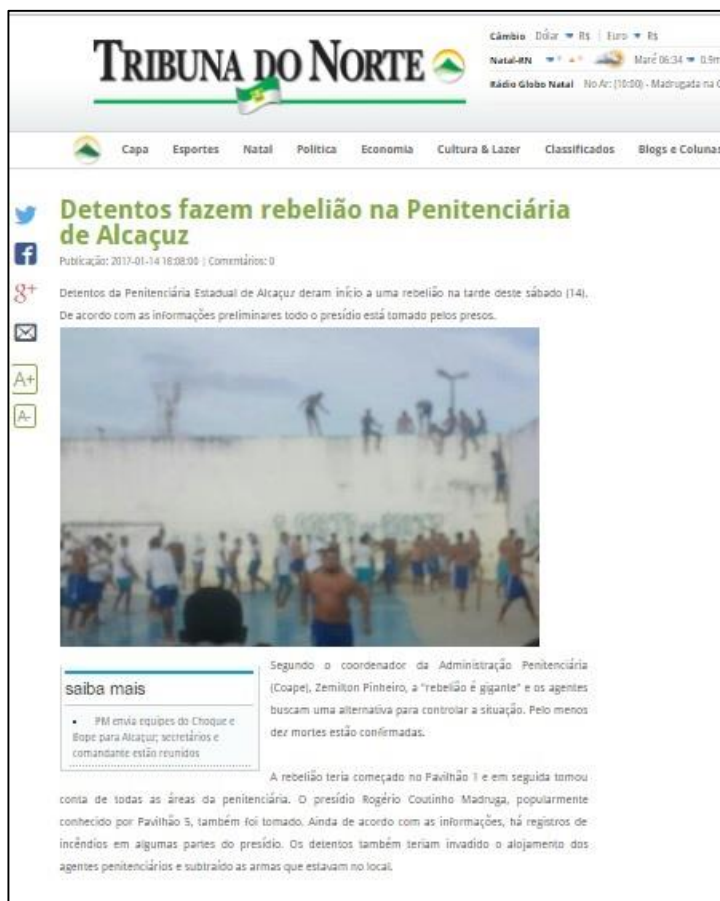 Câmbio Dólar R$ | Euro R$
TRIBUNA DO NORTE
Natal-RN Maré 06:34 0.9m
Rádio Globo Natal No Ar: (10:00) - Madrugada na
Capa Esportes Natal Política Economia Cultura & Lazer Classificados Blogs e Colunas
Detentos fazem rebelião na Penitenciária
de Alcaçuz
Publicação: 2017-01-14 18:08:00 | Comentários: 0
g+
Detentos da Penitenciária Estadual de Alcaçuz deram início a uma rebelião na tarde deste sábado (14).
De acordo com as informações preliminares todo o presídio está tomado pelos presos.
A+
A-
Segundo o coordenador da Administração Penitenciária
(Coape), Zemilton Pinheiro, a "rebelião é gigante" e os agentes
buscam uma alternativa para controlar a situação. Pelo menos
dez mortes estão confirmadas.
saiba mais
PM envia equipes do Choque e
Bope para Alcaçuz; secretários e
comandante estão reunidos
A rebelião teria começado no Pavilhão 1 e em seguida tomou
conta de todas as áreas da penitenciária. O presídio Rogério Coutinho Madruga, popularmente
conhecido por Pavilhão 5, também foi tomado. Ainda de acordo com as informações, há registros de
incêndios em algumas partes do presídio. Os detentos também teriam invadido o alojamento dos
agentes penitenciários e subtraído as armas que estavam no local.